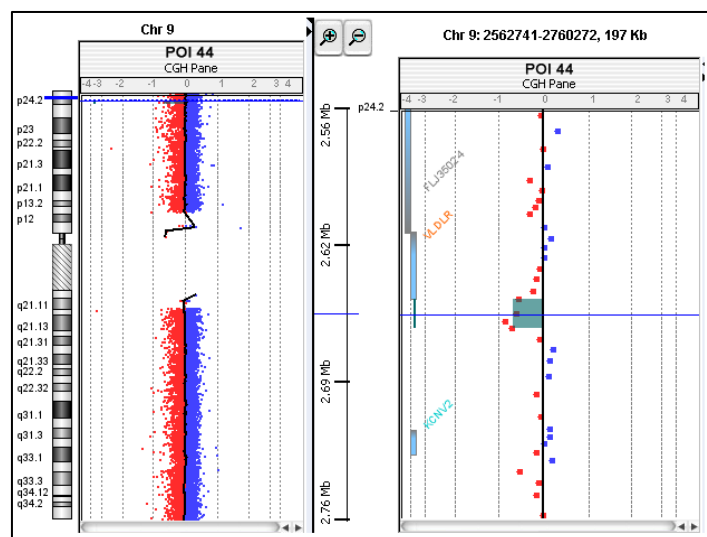 Chr 9
POI 44
CGH Pane
-4 -3 -2 -1 0 1 2 3 4
p24.2
p23
p22.2
p21.3
p21.1
p13.2
p12
q21.11
q21.13
q21.31
q21.33
q22.2
q22.32
q31.1
q31.3
q33.1
q33.3
q34.12
q34.2
2.56 Mb
2.62 Mb
2.69 Mb
2.76 Mb
Chr 9: 2562741-2760272, 197 Kb
POI 44
CGH Pane
-4 -3 -2 -1 0 1 2 3 4
p24.2
FLJ35024
VLDLR
KCNV2